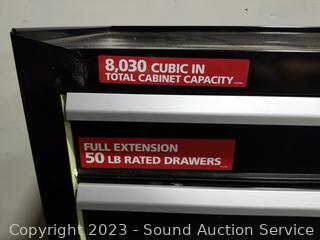 8,030 CUBIC IN
TOTAL CABINET CAPACITY
FULL EXTENSION
50 LB RATED DRAWERS
Copyright 2023 - Sound Auction Service